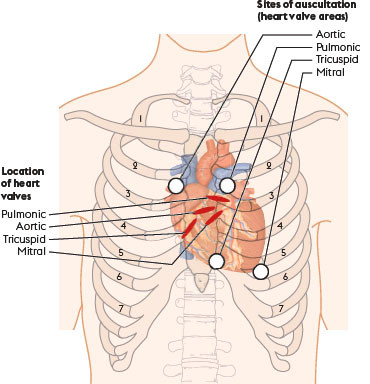 Sites of auscultation
(heart valve areas)
Aortic
Pulmonic
Tricuspid
Mitral
1
1
2
2
3
3
4
4
5
5
6
6
7
7
Location
of heart
valves
Pulmonic
Aortic
Tricuspid
Mitral